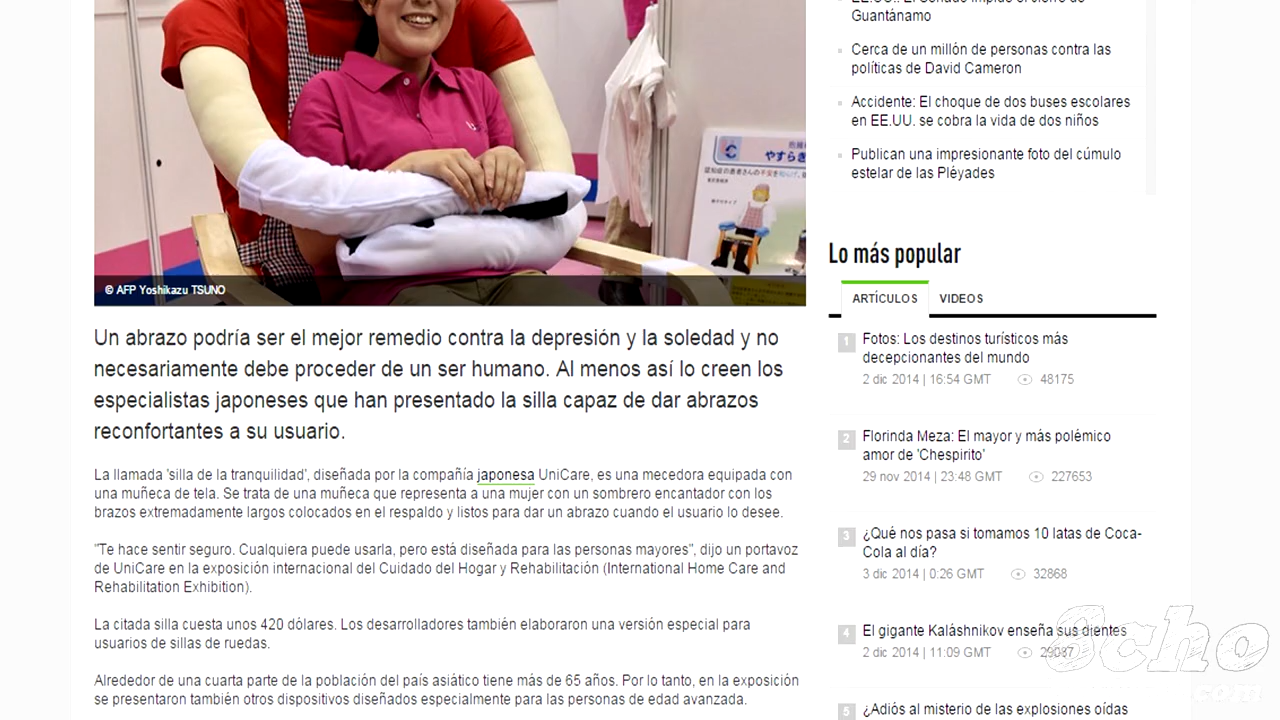 © AFP Yoshikazu TSUNO
Un abrazo podría ser el mejor remedio contra la depresión y la soledad y no
necesariamente debe proceder de un ser humano. Al menos así lo creen los
especialistas japoneses que han presentado la silla capaz de dar abrazos
reconfortantes a su usuario.
La llamada 'silla de la tranquilidad', diseñada por la compañía japonesa UniCare, es una mecedora equipada con
una muñeca de tela. Se trata de una muñeca que representa a una mujer con un sombrero encantador con los
brazos extremadamente largos colocados en el respaldo y listos para dar un abrazo cuando el usuario lo desee.
"Te hace sentir seguro. Cualquiera puede usarla, pero está diseñada para las personas mayores", dijo un portavoz
de UniCare en la exposición internacional del Cuidado del Hogar y Rehabilitación (International Home Care and
Rehabilitation Exhibition).
La citada silla cuesta unos 420 dólares. Los desarrolladores también elaboraron una versión especial para
usuarios de sillas de ruedas.
Alrededor de una cuarta parte de la población del país asiático tiene más de 65 años. Por lo tanto, en la exposición
se presentaron también otros dispositivos diseñados especialmente para las personas de edad avanzada.
Guantánamo
Cerca de un millón de personas contra las
políticas de David Cameron
Accidente: El choque de dos buses escolares
en EE.UU. se cobra la vida de dos niños
Publican una impresionante foto del cúmulo
estelar de las Pléyades
Lo más popular
ARTÍCULOS VIDEOS
1 Fotos: Los destinos turísticos más
decepcionantes del mundo
2 dic 2014 | 16:54 GMT 48175
2 Florinda Meza: El mayor y más polémico
amor de 'Chespirito'
29 nov 2014 | 23:48 GMT 227653
3 ¿Qué nos pasa si tomamos 10 latas de Coca-
Cola al día?
3 dic 2014 | 0:26 GMT 32868
4 El gigante Kaláshnikov enseña sus dientes
2 dic 2014 | 11:09 GMT
5 ¿Adiós al misterio de las explosiones oídas
8cho
.com